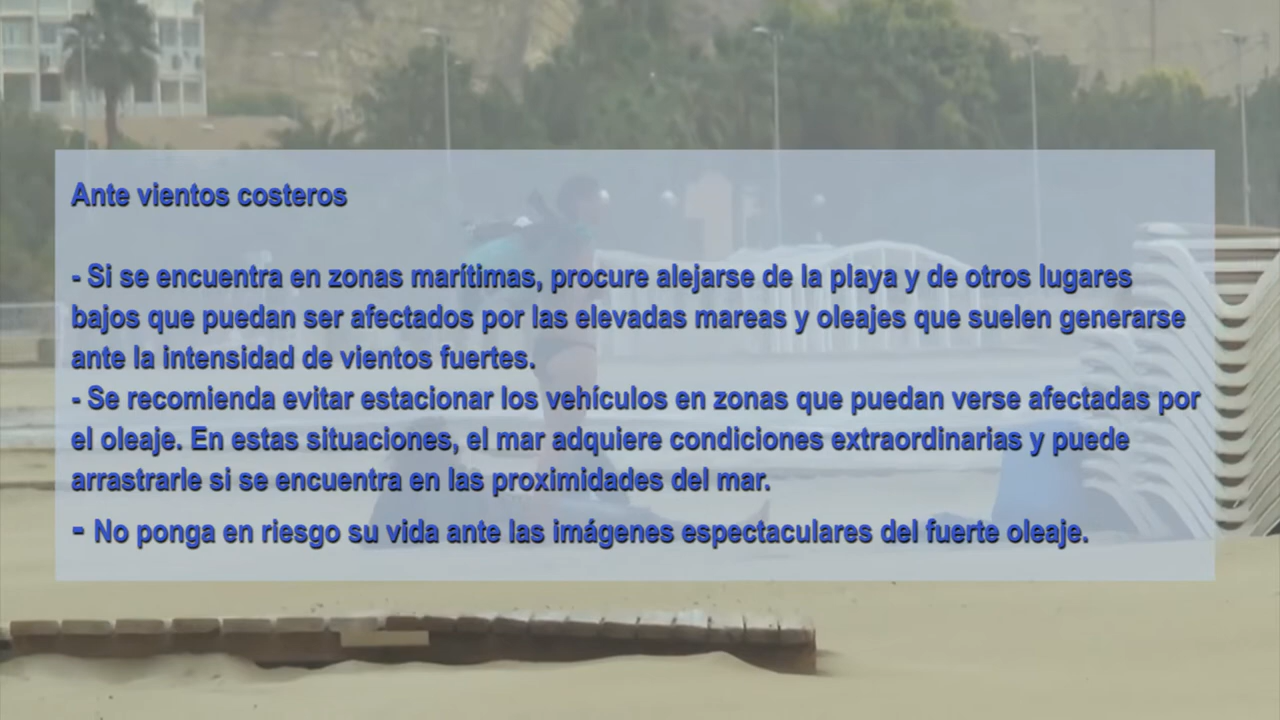 Ante vientos costeros
- Si se encuentra en zonas marítimas, procure alejarse de la playa y de otros lugares
bajos que puedan ser afectados por las elevadas mareas y oleajes que suelen generarse
ante la intensidad de vientos fuertes.
- Se recomienda evitar estacionar los vehículos en zonas que puedan verse afectadas por
el oleaje. En estas situaciones, el mar adquiere condiciones extraordinarias y puede
arrastrarle si se encuentra en las proximidades del mar.
- No ponga en riesgo su vida ante las imágenes espectaculares del fuerte oleaje.